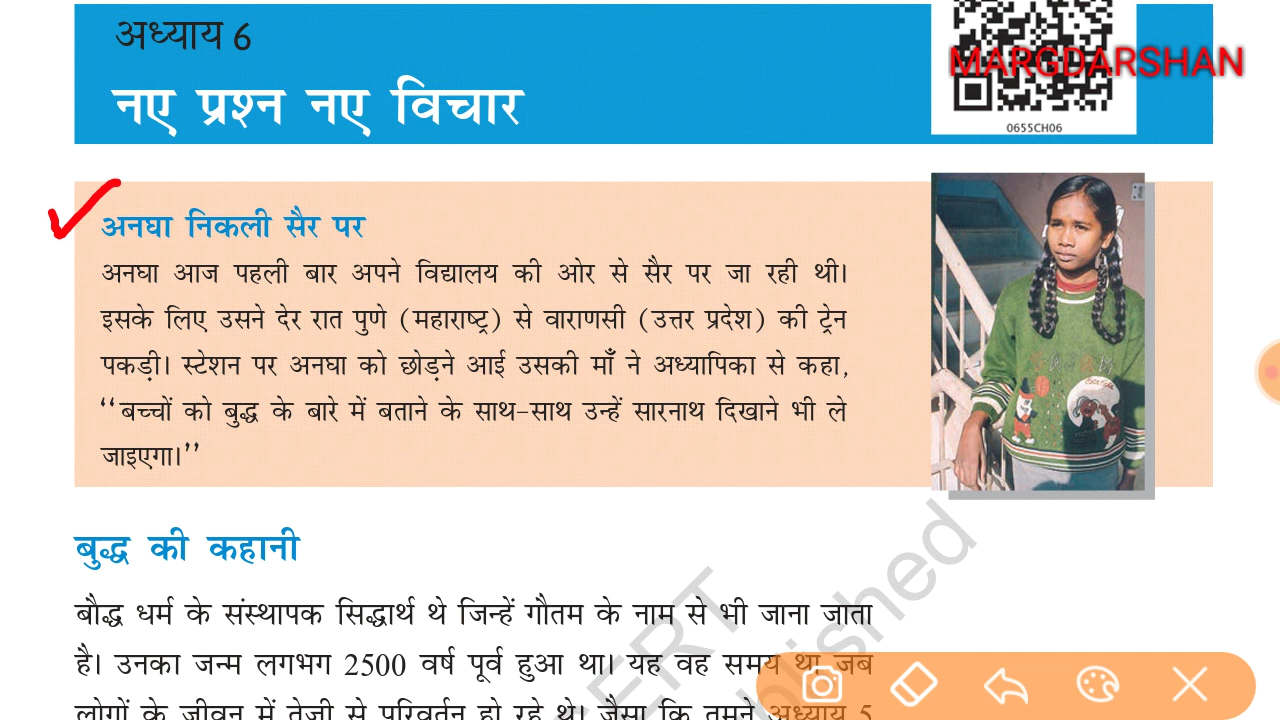 अध्याय 6
नए प्रश्न नए विचार
MARGDARSHAN
0655CH06
अनघा निकली सैर पर
अनघा आज पहली बार अपने विद्यालय की ओर से सैर पर जा रही थी।
इसके लिए उसने देर रात पुणे (महाराष्ट्र) से वाराणसी (उत्तर प्रदेश) की ट्रेन
पकड़ी। स्टेशन पर अनघा को छोड़ने आई उसकी माँ ने अध्यापिका से कहा,
“बच्चों को बुद्ध के बारे में बताने के साथ-साथ उन्हें सारनाथ दिखाने भी ले
जाइएगा।”
बुद्ध की कहानी
बौद्ध धर्म के संस्थापक सिद्धार्थ थे जिन्हें गौतम के नाम से भी जाना जाता
है। उनका जन्म लगभग 2500 वर्ष पूर्व हुआ था। यह वह समय था जब
लोगों के जीवन में तेज़ी से परिवर्तन हो रहे थे। जैसा कि तुमने अध्याय 5